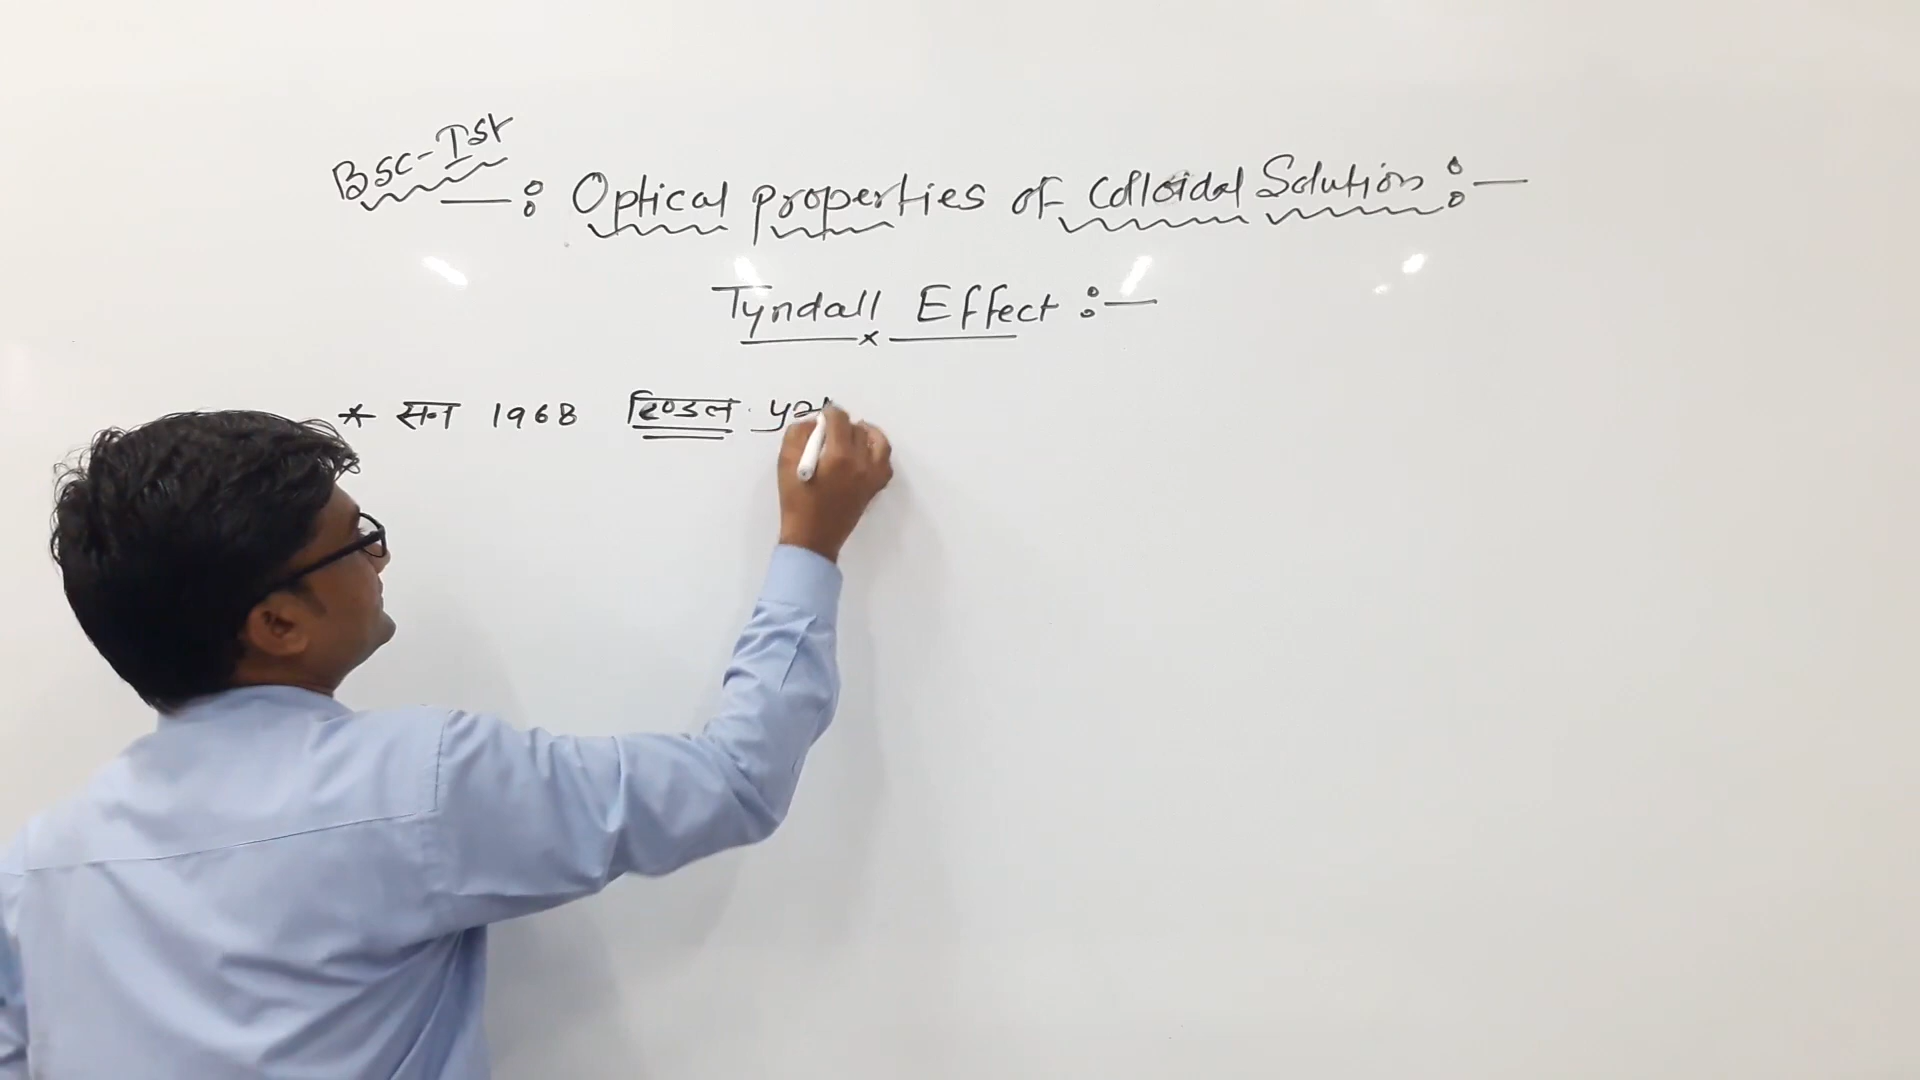 BSC-Ist
—: Optical properties of Colloidal Solution :—
Tyndall Effect :—
* सन 1968 टिण्डल